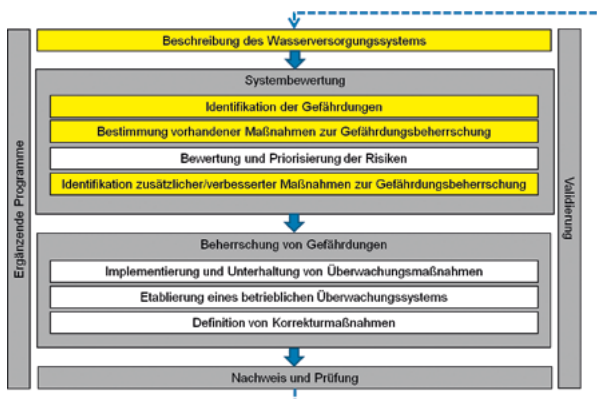 Beschreibung des Wasserversorgungssystems
Systembewertung
Identifikation der Gefährdungen
Bestimmung vorhandener Maßnahmen zur Gefährdungsbeherrschung
Bewertung und Priorisierung der Risiken
Identifikation zusätzlicher/verbesserter Maßnahmen zur Gefährdungsbeherrschung
Beherrschung von Gefährdungen
Implementierung und Unterhaltung von Überwachungsmaßnahmen
Etablierung eines betrieblichen Überwachungssystems
Definition von Korrekturmaßnahmen
Nachweis und Prüfung
Ergänzende Programme
Validierung